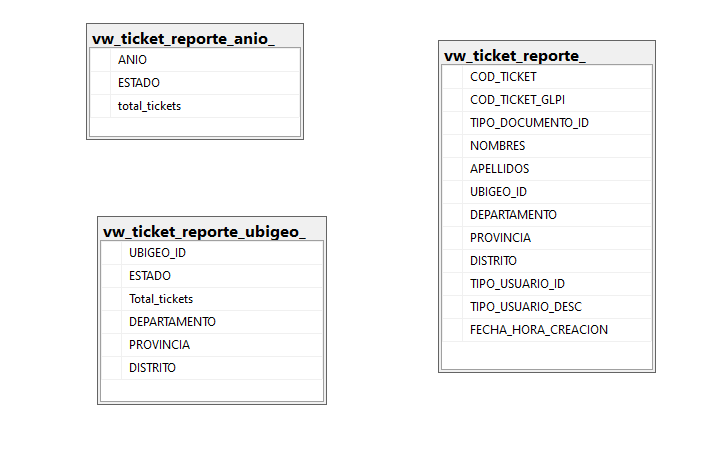 vw_ticket_reporte_anio_
ANIO
ESTADO
total_tickets
vw_ticket_reporte_ubigeo_
UBIGEO_ID
ESTADO
Total_tickets
DEPARTAMENTO
PROVINCIA
DISTRITO
vw_ticket_reporte_
COD_TICKET
COD_TICKET_GLPI
TIPO_DOCUMENTO_ID
NOMBRES
APELLIDOS
UBIGEO_ID
DEPARTAMENTO
PROVINCIA
DISTRITO
TIPO_USUARIO_ID
TIPO_USUARIO_DESC
FECHA_HORA_CREACION